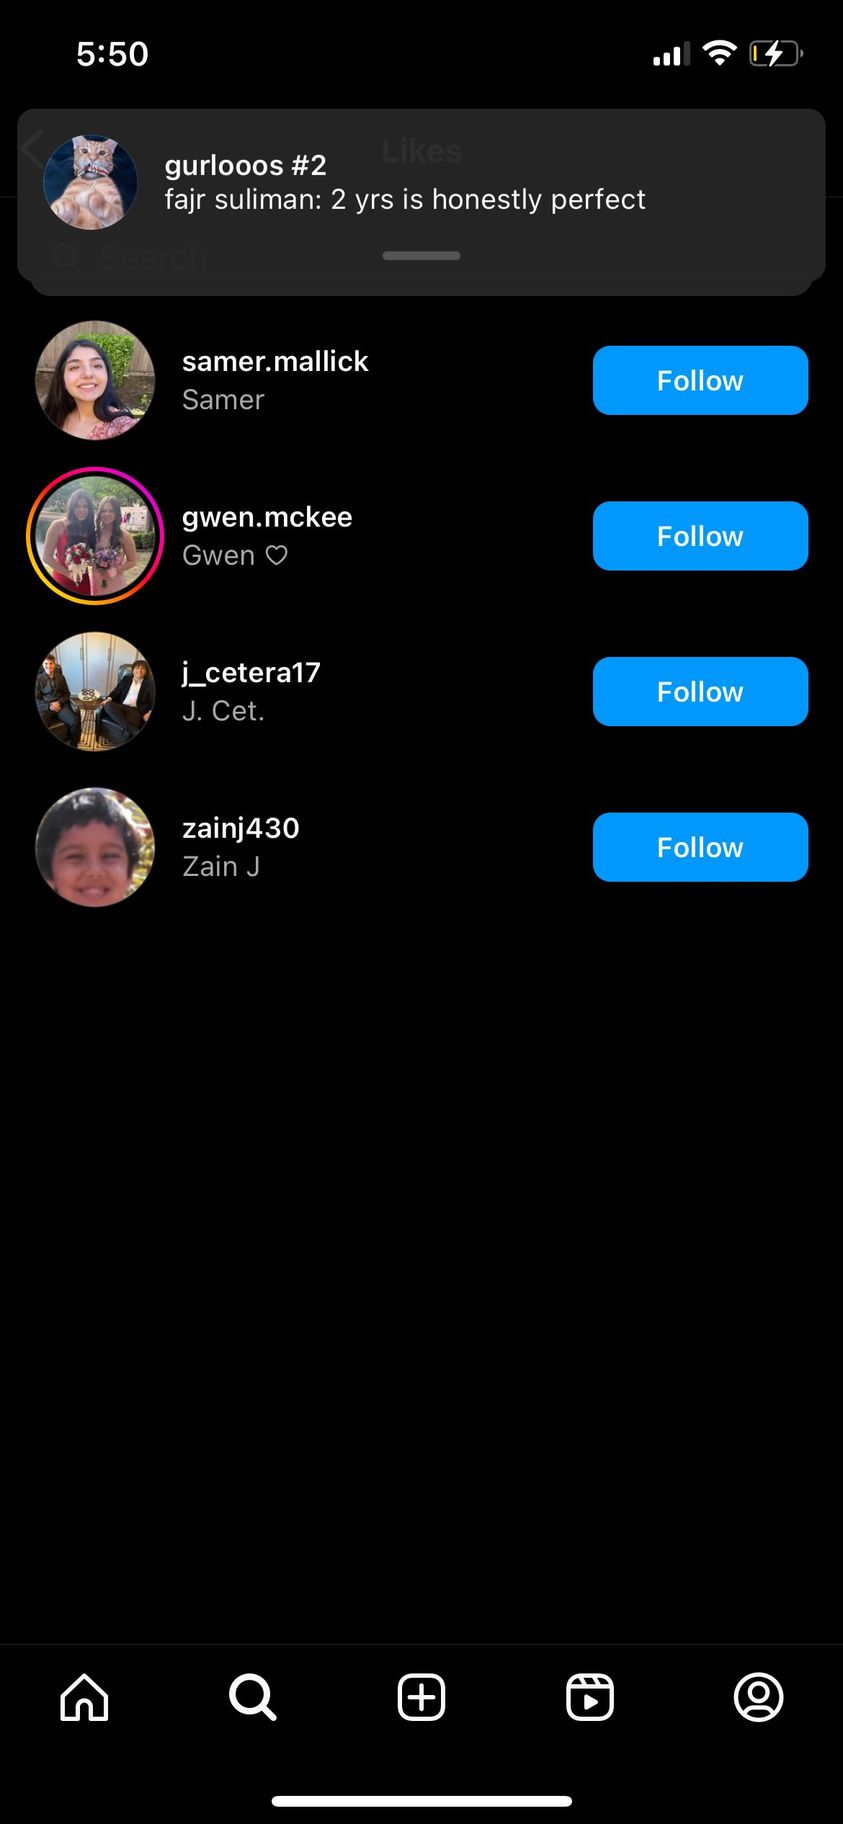 5:50
Likes
gurlooos #2
fajr suliman: 2 yrs is honestly perfect
Search
samer.mallick
Samer
Follow
gwen.mckee
Gwen ♡
Follow
j_cetera17
J. Cet.
Follow
zainj430
Zain J
Follow